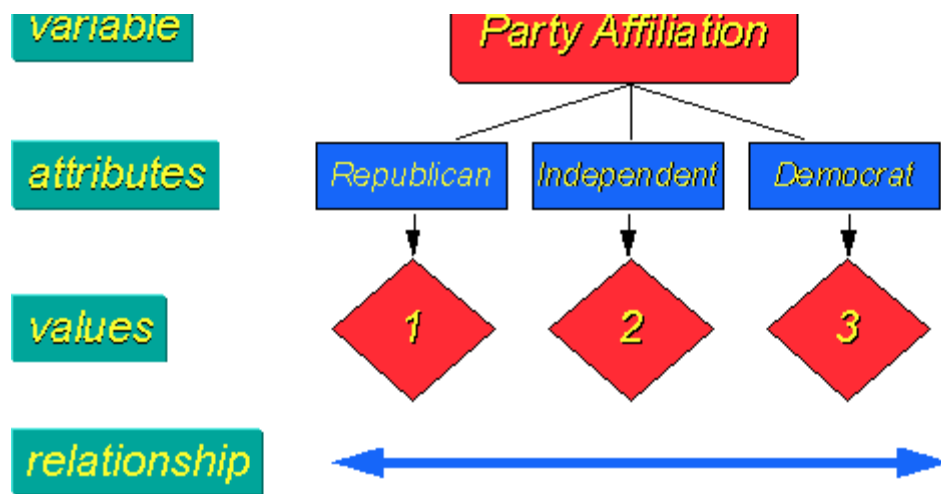 variable
Party Affiliation
attributes
Republican
Independent
Democrat
values
1
2
3
relationship